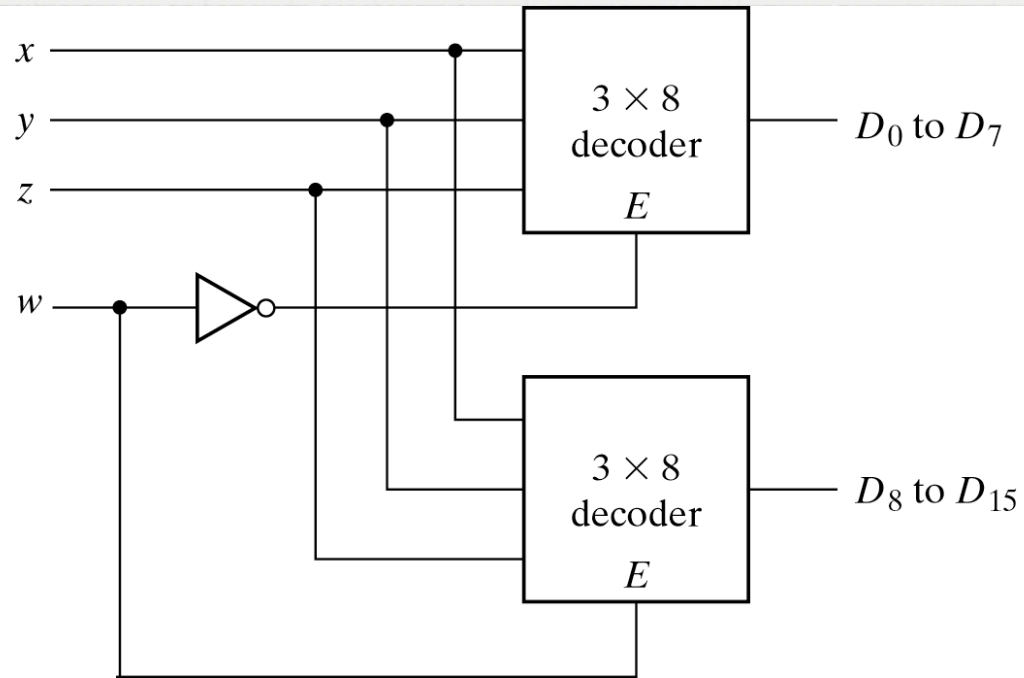 x
y
z
w
3 × 8
decoder
E
D0 to D7
3 × 8
decoder
E
D8 to D15